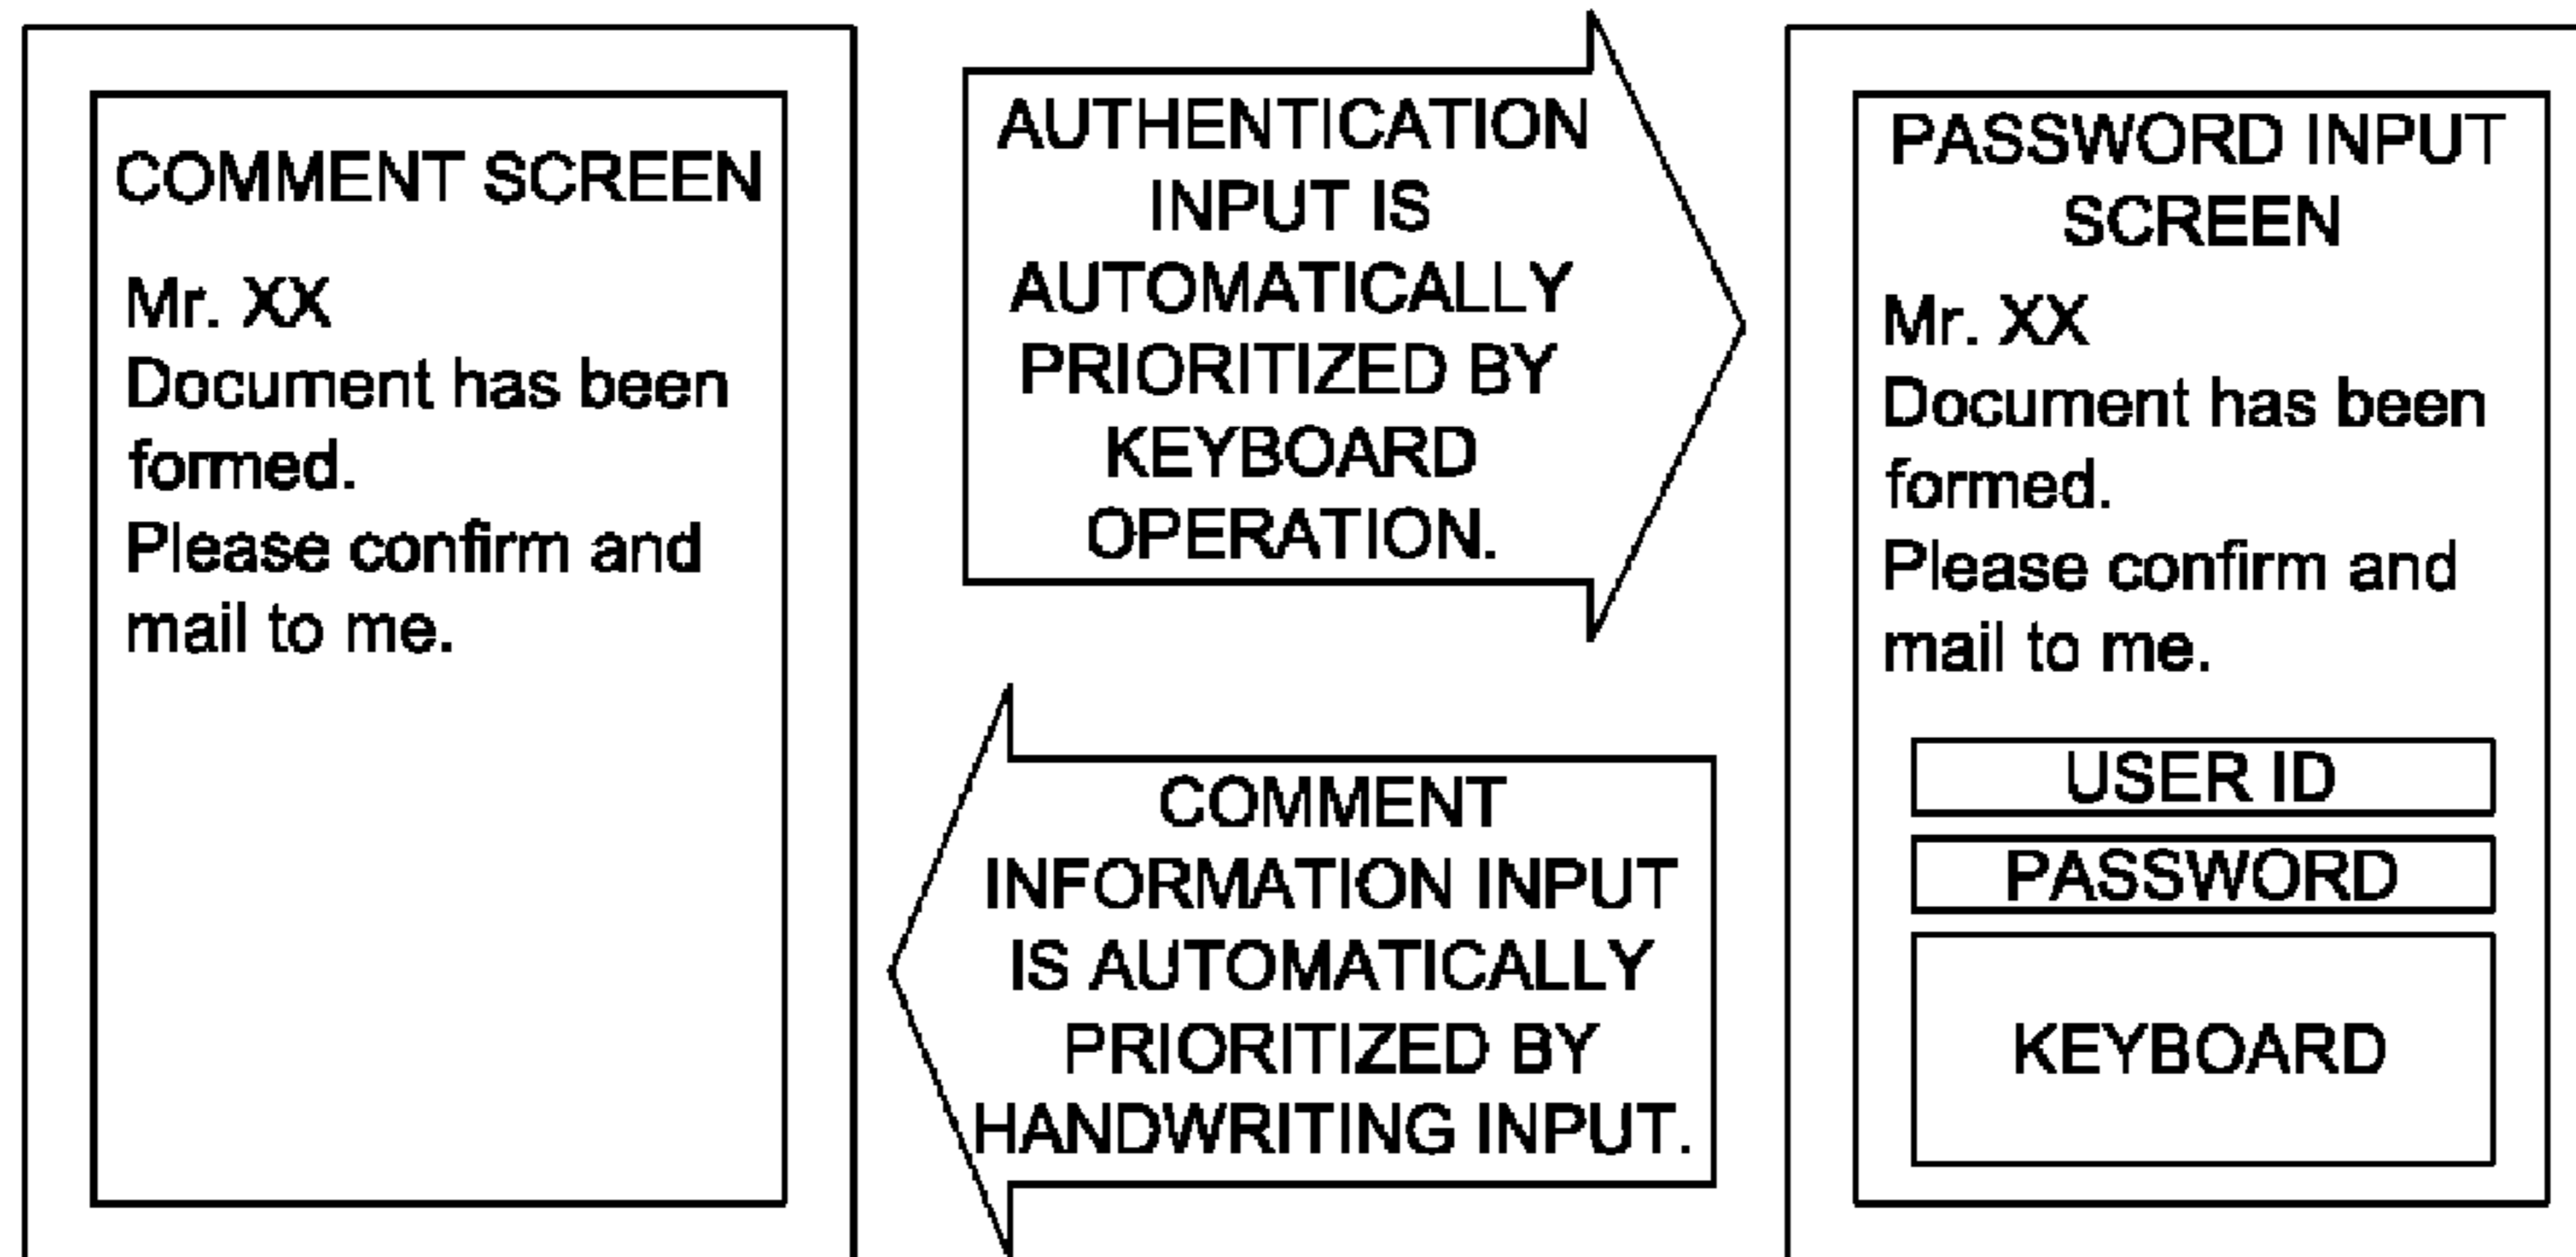 COMMENT SCREEN
Mr. XX
Document has been
formed.
Please confirm and
mail to me.
AUTHENTICATION
INPUT IS
AUTOMATICALLY
PRIORITIZED BY
KEYBOARD
OPERATION.
COMMENT
INFORMATION INPUT
IS AUTOMATICALLY
PRIORITIZED BY
HANDWRITING INPUT.
PASSWORD INPUT
SCREEN
Mr. XX
Document has been
formed.
Please confirm and
mail to me.
USER ID
PASSWORD
KEYBOARD